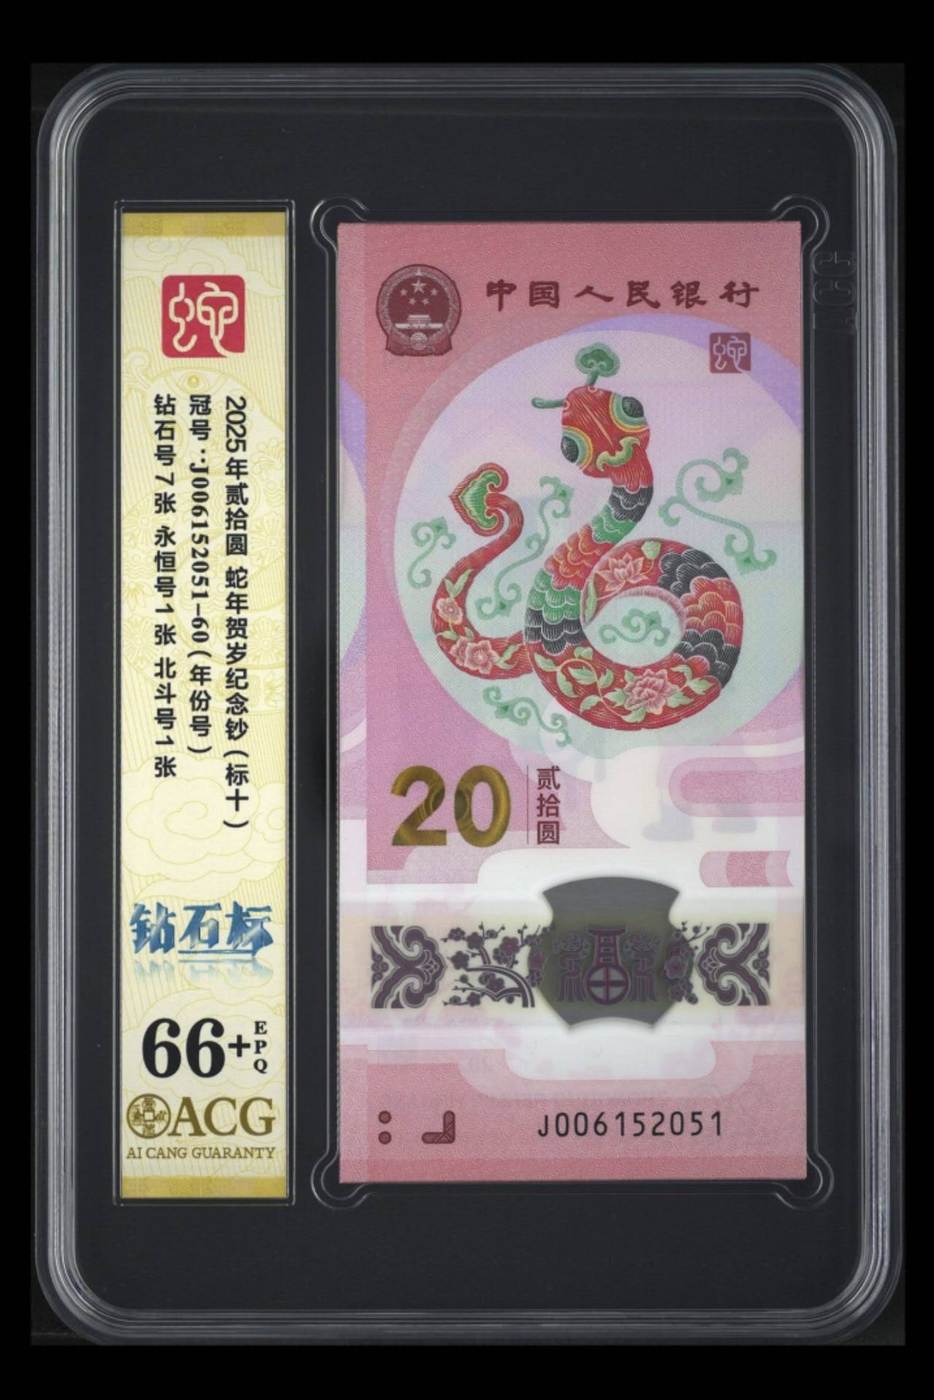 蛇
2025年贰拾圆 蛇年贺岁纪念钞(标十)
冠号:J006152051-60(年份号)
钻石号7张 永恒号1张 北斗号1张
钻石标
66+EPQ
ACG
AI CANG GUARANTY
中国人民银行
蛇
20
贰拾圆
J006152051